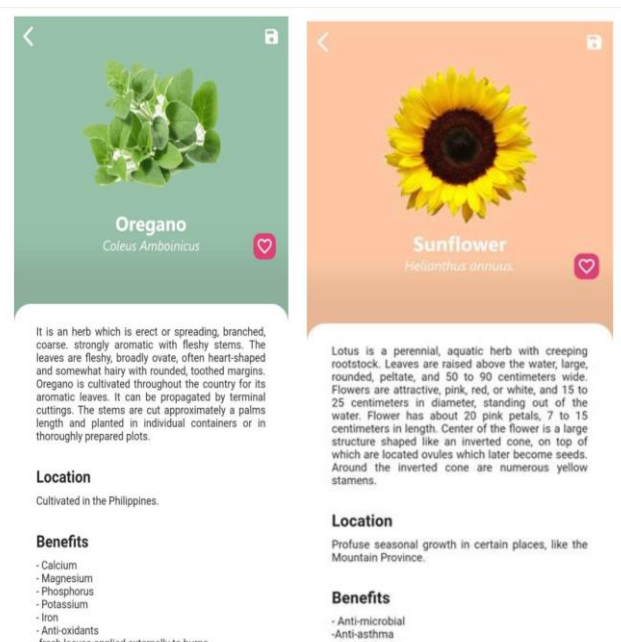 Oregano
Coleus Amboinicus
It is an herb which is erect or spreading, branched,
coarse. strongly aromatic with fleshy stems. The
leaves are fleshy, broadly ovate, often heart-shaped
and somewhat hairy with rounded, toothed margins.
Oregano is cultivated throughout the country for its
aromatic leaves. It can be propagated by terminal
cuttings. The stems are cut approximately a palms
length and planted in individual containers or in
thoroughly prepared plots.
Location
Cultivated in the Philippines.
Benefits
- Calcium
- Magnesium
- Phosphorus
- Potassium
- Iron
- Anti-oxidants
-fresh leaves applied externally to burns
Sunflower
Helianthus annuus
Lotus is a perennial, aquatic herb with creeping
rootstock. Leaves are raised above the water, large,
rounded, peltate, and 50 to 90 centimeters wide.
Flowers are attractive, pink, red, or white, and 15 to
25 centimeters in diameter, standing out of the
water. Flower has about 20 pink petals, 7 to 15
centimeters in length. Center of the flower is a large
structure shaped like an inverted cone, on top of
which are located ovules which later become seeds.
Around the inverted cone are numerous yellow
stamens.
Location
Profuse seasonal growth in certain places, like the
Mountain Province.
Benefits
- Anti-microbial
-Anti-asthma